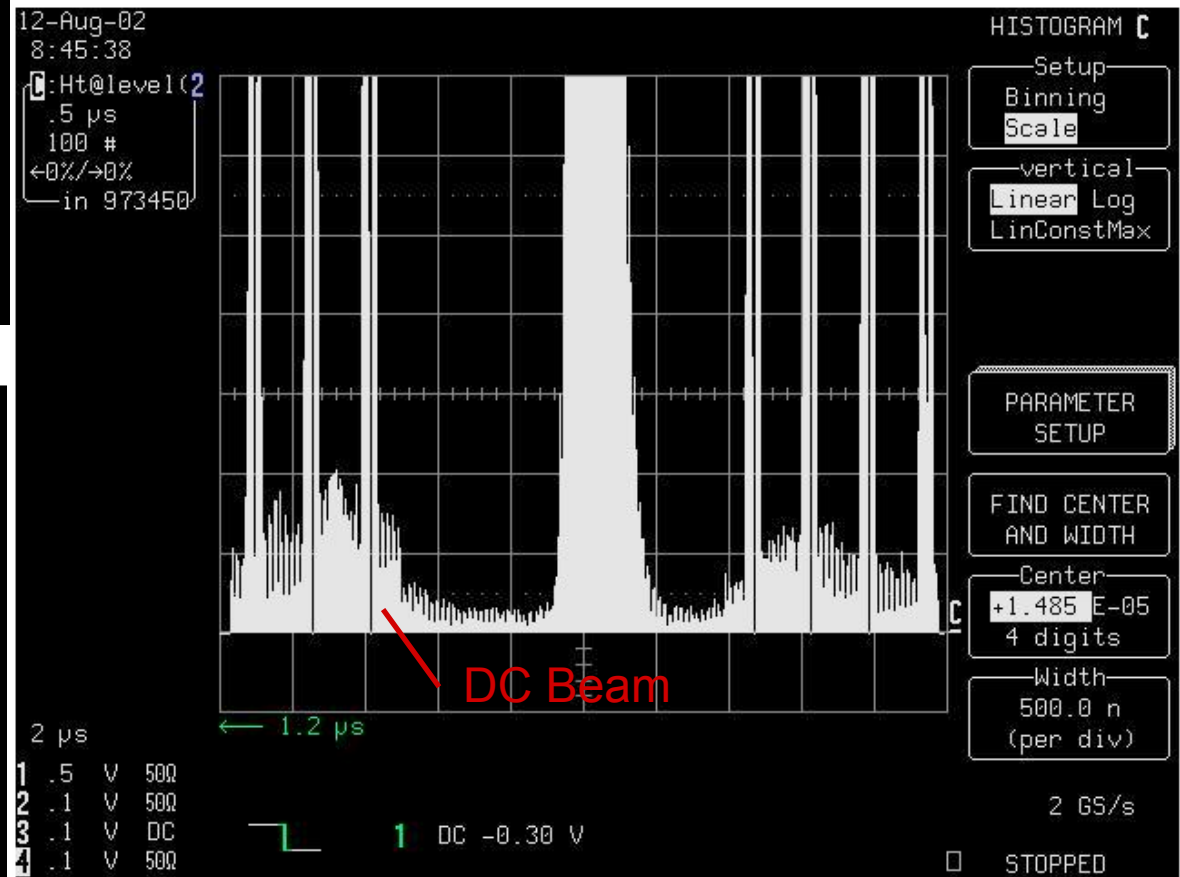 12-Aug-02
8:45:38
C:Ht@level(2
.5 µs
100 #
←0%/→0%
in 973450
HISTOGRAM C
Setup
Binning
Scale
vertical
Linear Log
LinConstMax
PARAMETER
SETUP
FIND CENTER
AND WIDTH
Center
+1.485 E-05
4 digits
Width
500.0 n
(per div)
C
DC Beam
← 1.2 µs
2 µs
1 .5 V 50Ω
2 .1 V 50Ω
3 .1 V DC
4 .1 V 50Ω
1 DC -0.30 V
2 GS/s
STOPPED